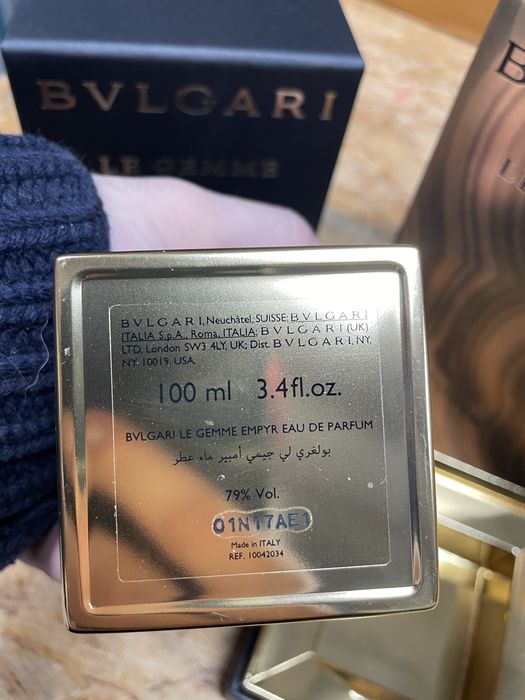 BVLGARI
LE GEMME
B
BVLGARI, Neuchâtel, SUISSE; BVLGARI
ITALIA S.p.A., Roma, ITALIA; BVLGARI (UK)
LTD. London SW3 4LY, UK; Dist. BVLGARI, NY,
NY 10019, USA
100 ml 3.4fl.oz.
BVLGARI LE GEMME EMPYR EAU DE PARFUM
بولغري لي جيمي أمبير ماء عطر
79% Vol.
01N17AE1
Made in ITALY
REF. 10042034